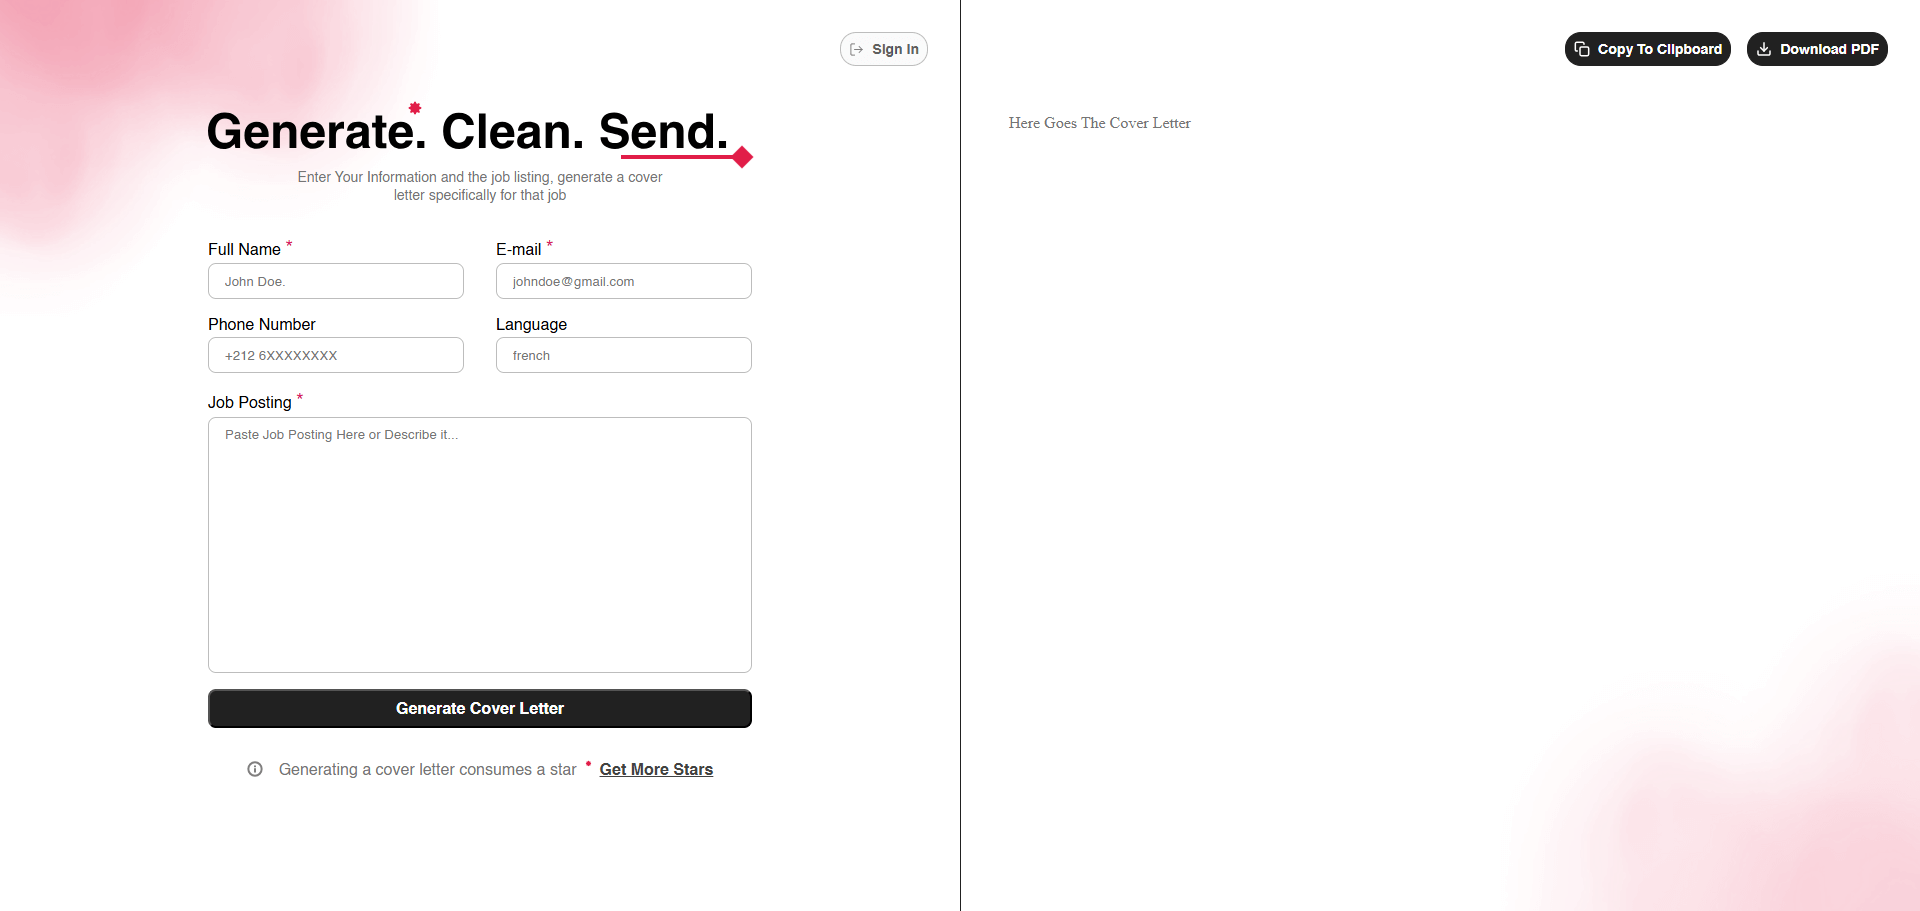 Sign In
Generate. Clean. Send.
Enter Your Information and the job listing, generate a cover
letter specifically for that job
Full Name *
E-mail *
John Doe.
johndoe@gmail.com
Phone Number
Language
+212 6XXXXXXXX
french
Job Posting *
Paste Job Posting Here or Describe it...
Generate Cover Letter
Generating a cover letter consumes a star
Get More Stars
Copy To Clipboard
Download PDF
Here Goes The Cover Letter